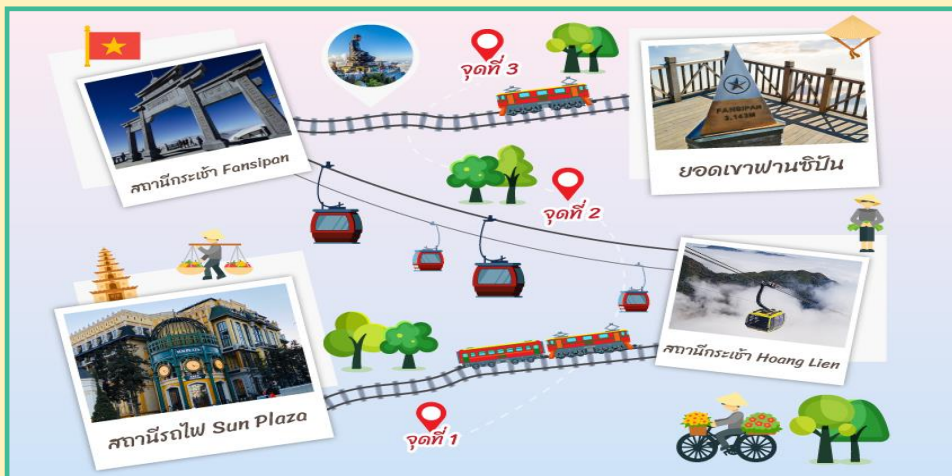 จุดที่ 3
สถานีกระเช้า Fansipan
FANSIPAN
3.143M
ยอดเขาฟานซิปัน
จุดที่ 2
สถานีกระเช้า Hoang Lien
สถานีรถไฟ Sun Plaza
จุดที่ 1